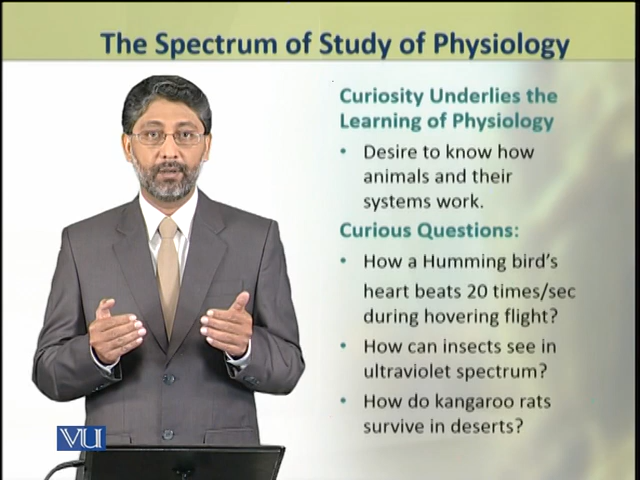 The Spectrum of Study of Physiology
Curiosity Underlies the
Learning of Physiology
• Desire to know how
animals and their
systems work.
Curious Questions:
• How a Humming bird's
heart beats 20 times/sec
during hovering flight?
• How can insects see in
ultraviolet spectrum?
• How do kangaroo rats
survive in deserts?
VU